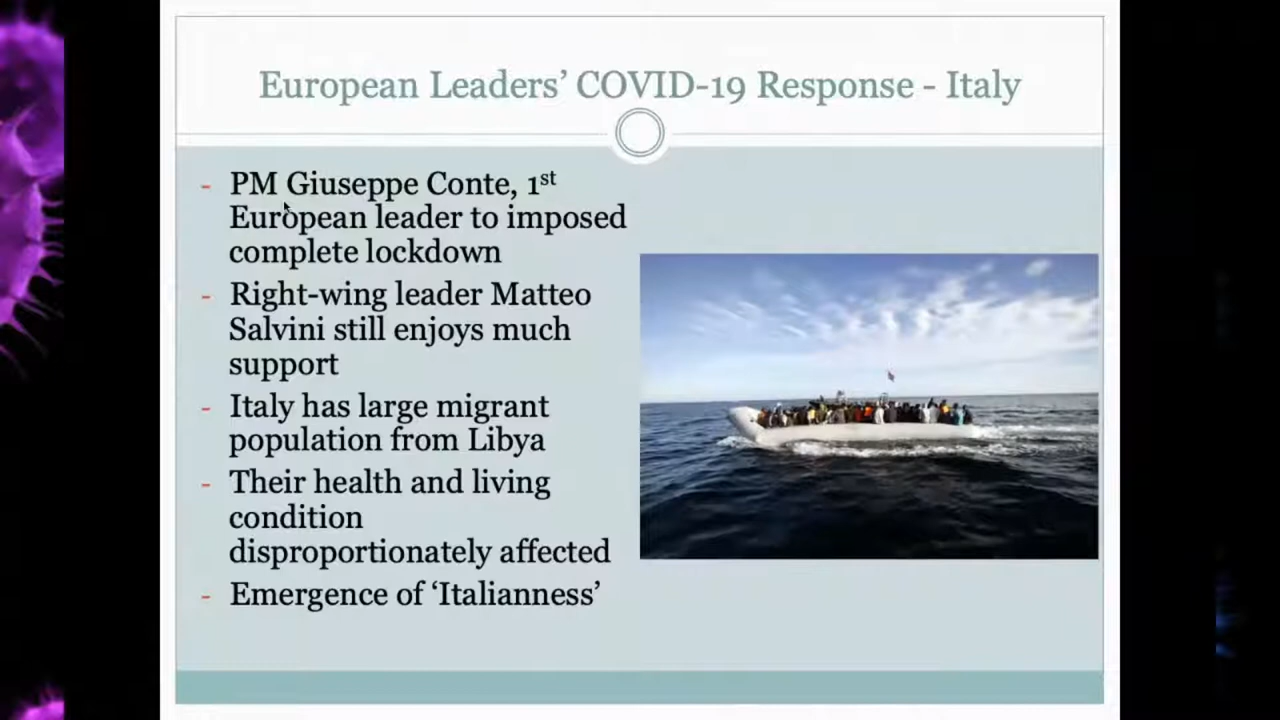 European Leaders’ COVID-19 Response - Italy
- PM Giuseppe Conte, 1st
European leader to imposed
complete lockdown
- Right-wing leader Matteo
Salvini still enjoys much
support
- Italy has large migrant
population from Libya
- Their health and living
condition
disproportionately affected
- Emergence of ‘Italianness’